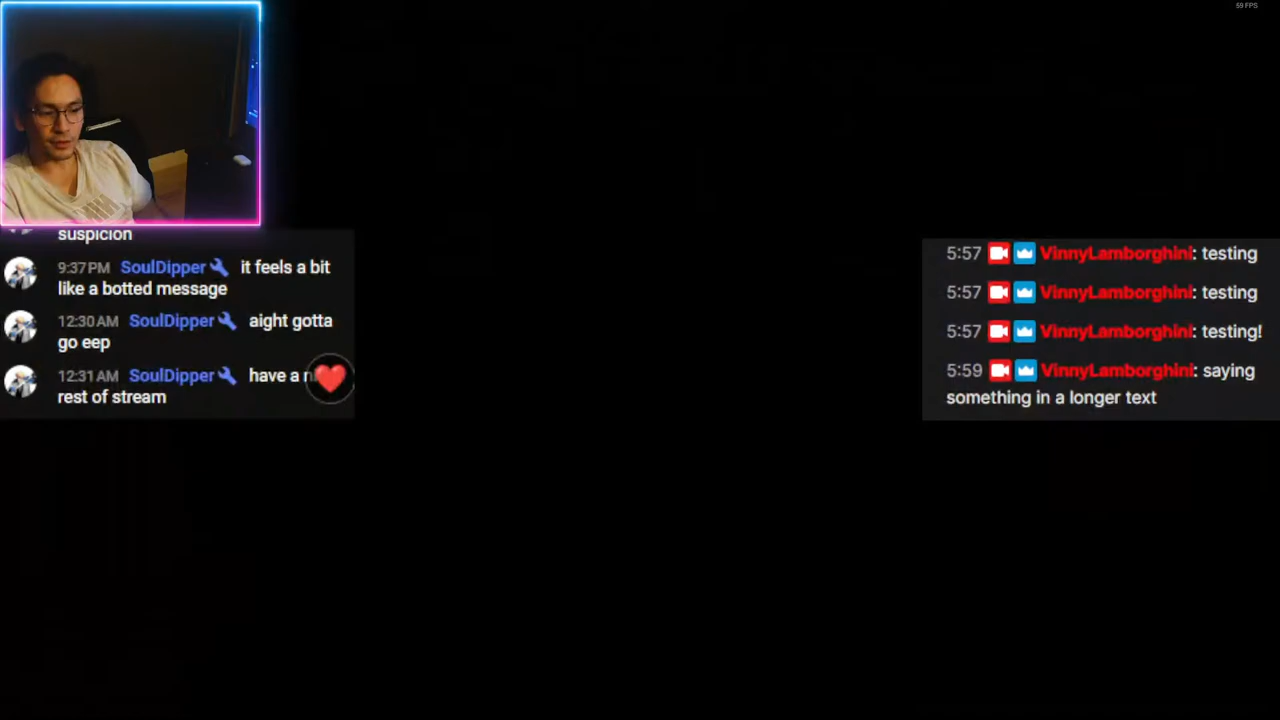 59 FPS
suspicion
9:37 PM SoulDipper it feels a bit
like a botted message
12:30 AM SoulDipper aight gotta
go eep
12:31 AM SoulDipper have a
rest of stream
5:57 VinnyLamborghini: testing
5:57 VinnyLamborghini: testing
5:57 VinnyLamborghini: testing!
5:59 VinnyLamborghini: saying
something in a longer text